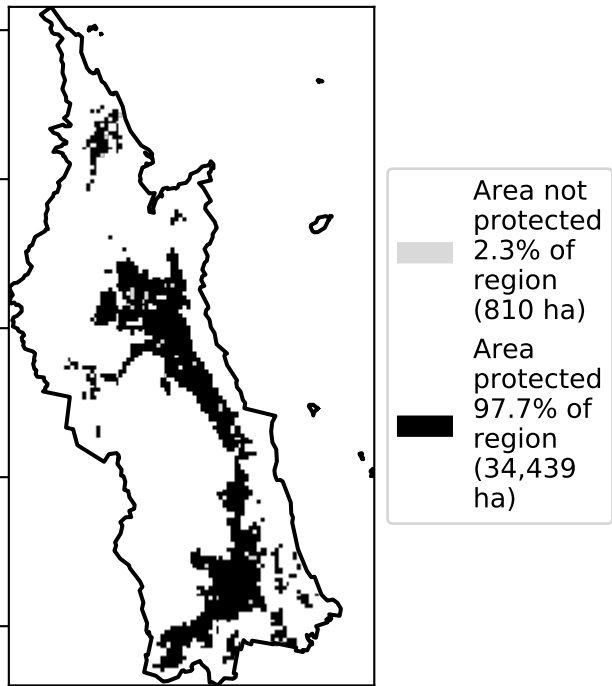 Area not
protected
2.3% of
region
(810 ha)
Area
protected
97.7% of
region
(34,439
ha)